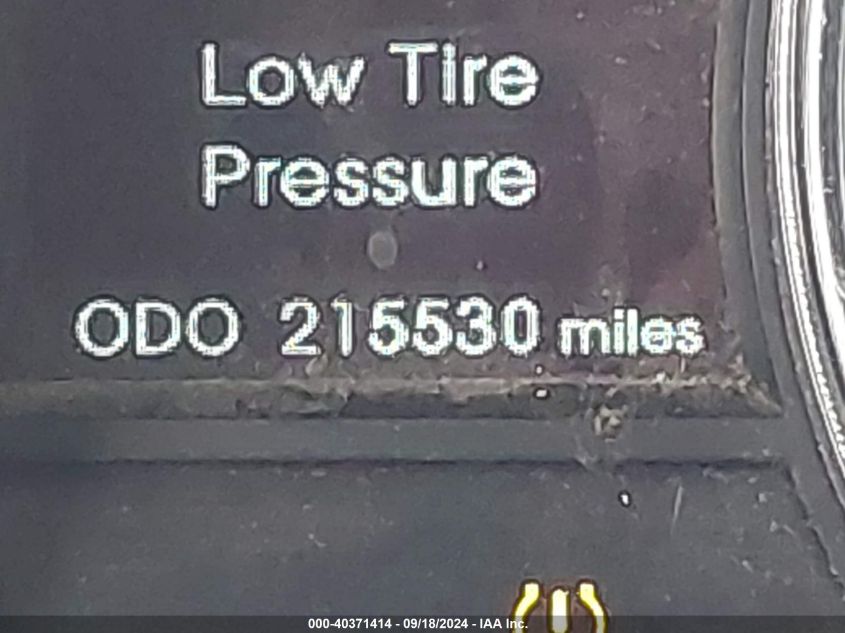 Low Tire
Pressure
ODO 215530 miles
000-40371414 - 09/18/2024 - IAA Inc.